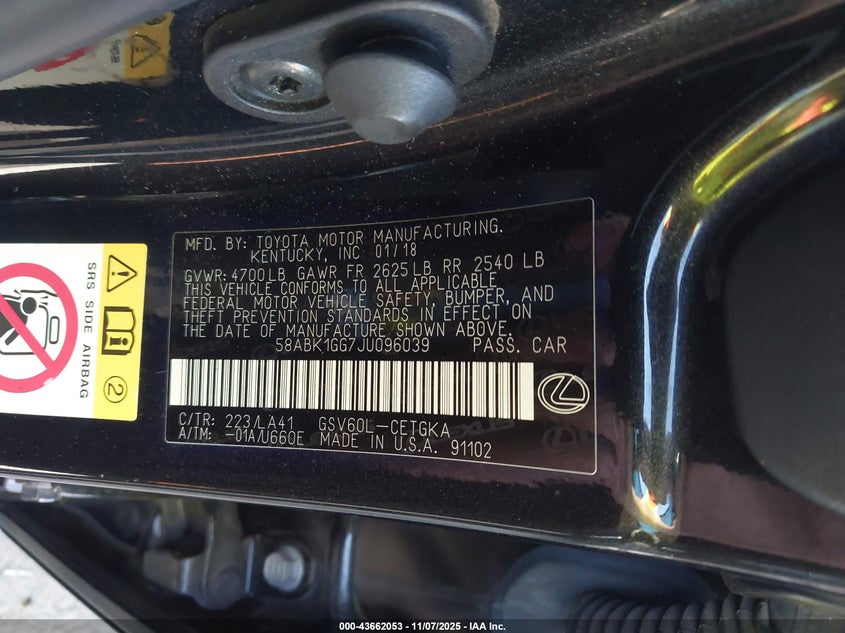 MFD. BY: TOYOTA MOTOR MANUFACTURING,
KENTUCKY, INC 01/18
GVWR: 4700LB GAWR FR 2625 LB RR 2540 LB
THIS VEHICLE CONFORMS TO ALL APPLICABLE
FEDERAL MOTOR VEHICLE SAFETY, BUMPER, AND
THEFT PREVENTION STANDARDS IN EFFECT ON
THE DATE OF MANUFACTURE SHOWN ABOVE.
58ABK1GG7JU096039 PASS. CAR
C/TR: 223/LA41 GSV60L-CETGKA
A/TM: -01A/U660E MADE IN U.S.A. 91102
SRS SIDE AIRBAG
2
000-43662053 - 11/07/2025 - IAA Inc.